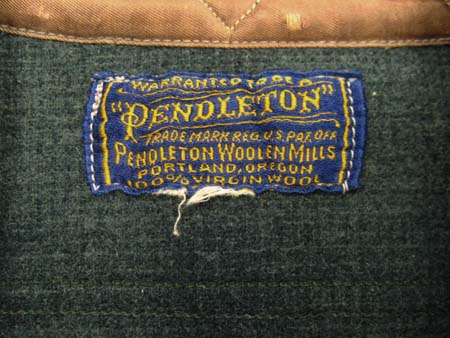 WARRANTED TO BE A
"PENDLETON"
TRADE MARK REG. U.S. PAT. OFF.
PENDLETON WOOLEN MILLS
PORTLAND, OREGON
100% VIRGIN WOOL